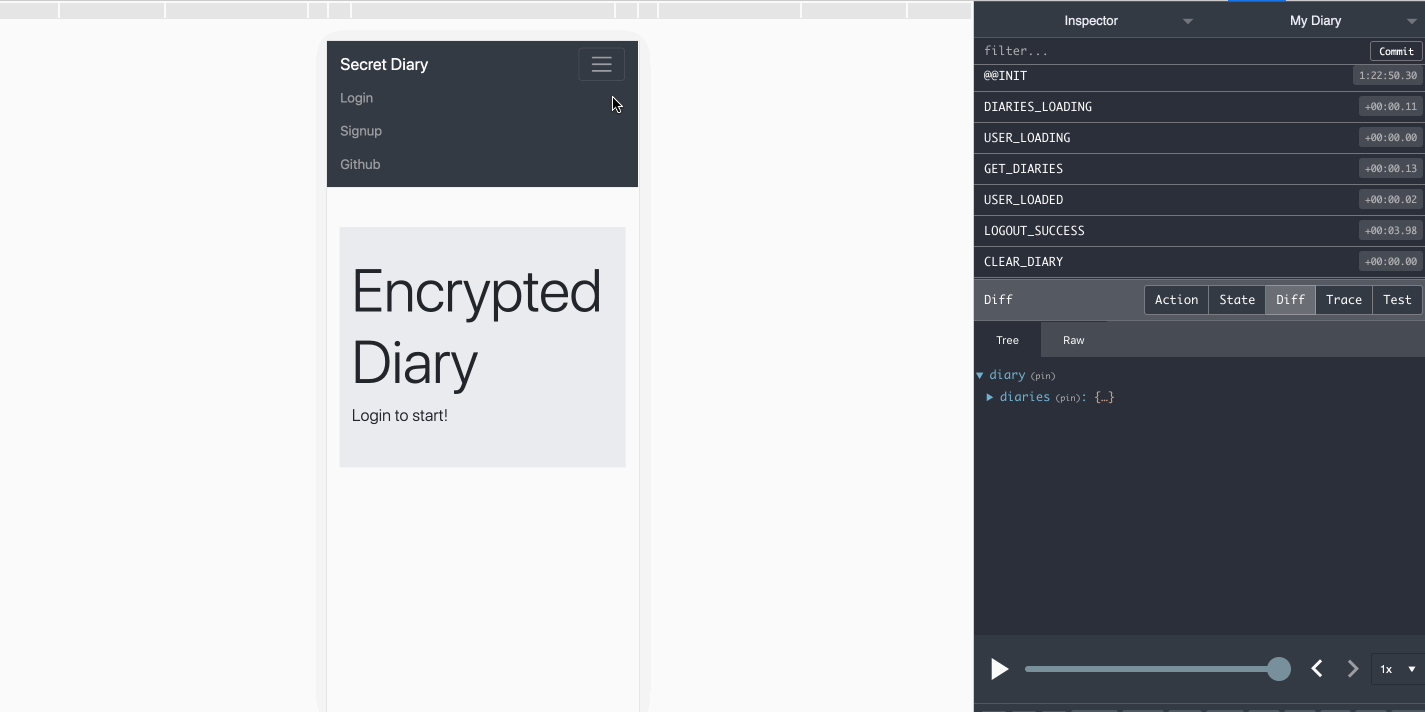 Secret Diary
Login
Signup
Github
Encrypted
Diary
Login to start!
Inspector My Diary
filter... Commit
@@INIT 1:22:50.30
DIARIES_LOADING +00:00.11
USER_LOADING +00:00.00
GET_DIARIES +00:00.13
USER_LOADED +00:00.02
LOGOUT_SUCCESS +00:03.98
CLEAR_DIARY +00:00.00
Diff Action State Diff Trace Test
Tree Raw
diary (pin)
diaries (pin): {…}
1x